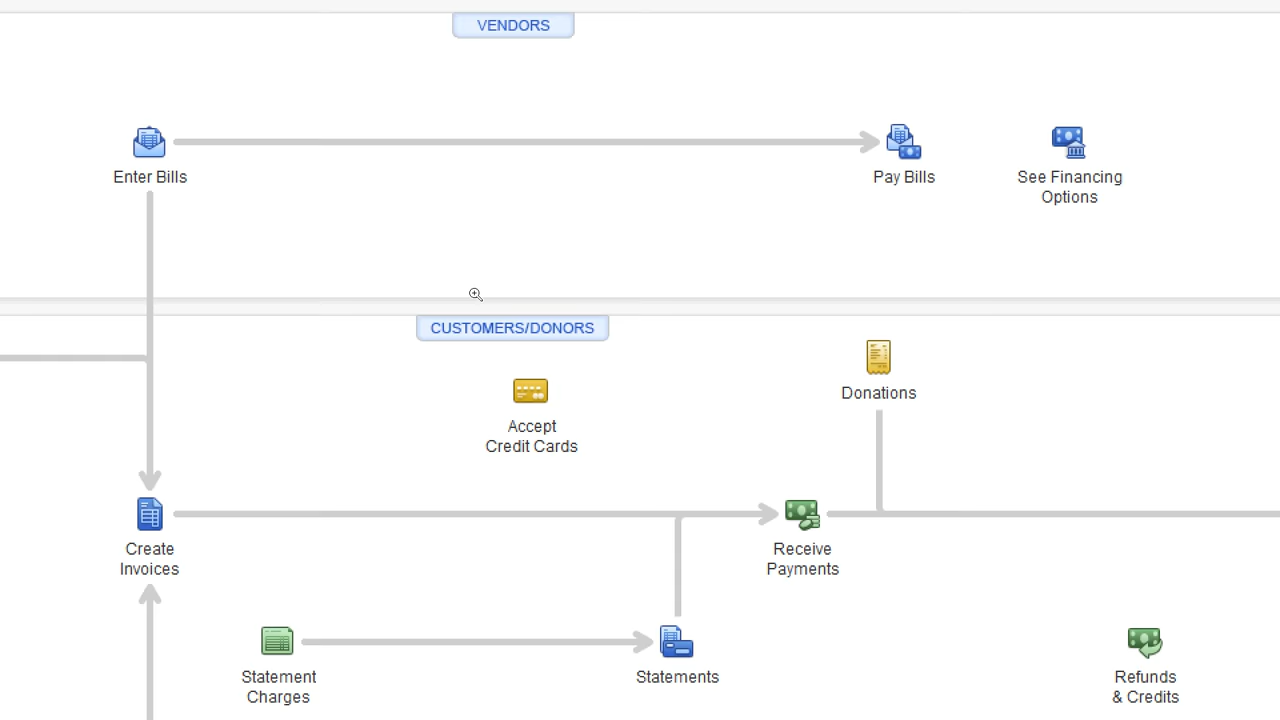 VENDORS
Enter Bills
Pay Bills
See Financing
Options
CUSTOMERS/DONORS
Donations
Accept
Credit Cards
Create
Invoices
Receive
Payments
Statement
Charges
Statements
Refunds
& Credits